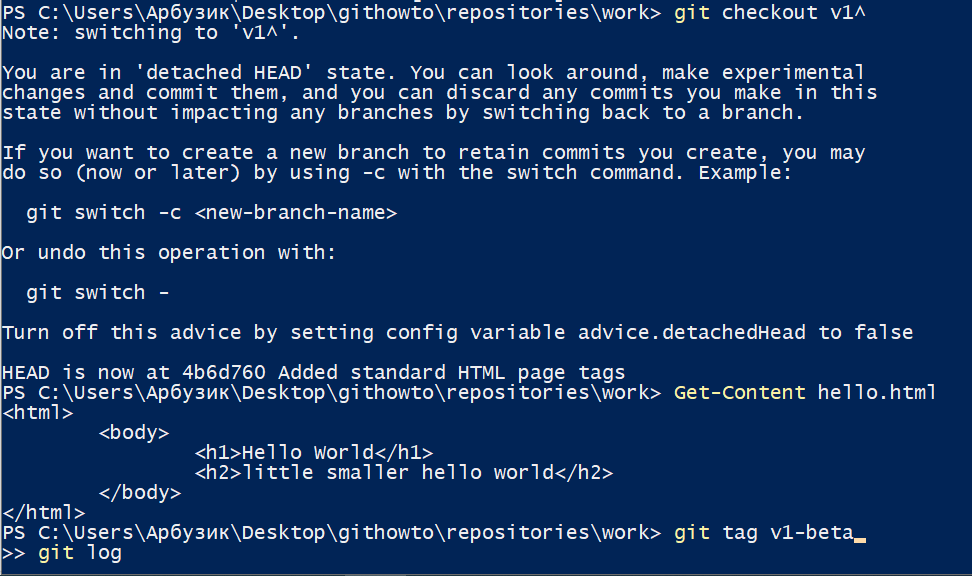 PS C:\Users\Арбузик\Desktop\githowto\repositories\work> git checkout v1^
Note: switching to 'v1^'.
You are in 'detached HEAD' state. You can look around, make experimental
changes and commit them, and you can discard any commits you make in this
state without impacting any branches by switching back to a branch.
If you want to create a new branch to retain commits you create, you may
do so (now or later) by using -c with the switch command. Example:
git switch -c <new-branch-name>
Or undo this operation with:
git switch -
Turn off this advice by setting config variable advice.detachedHead to false
HEAD is now at 4b6d760 Added standard HTML page tags
PS C:\Users\Арбузик\Desktop\githowto\repositories\work> Get-Content hello.html
<html>
<body>
<h1>Hello World</h1>
<h2>little smaller hello world</h2>
</body>
</html>
PS C:\Users\Арбузик\Desktop\githowto\repositories\work> git tag v1-beta
>> git log